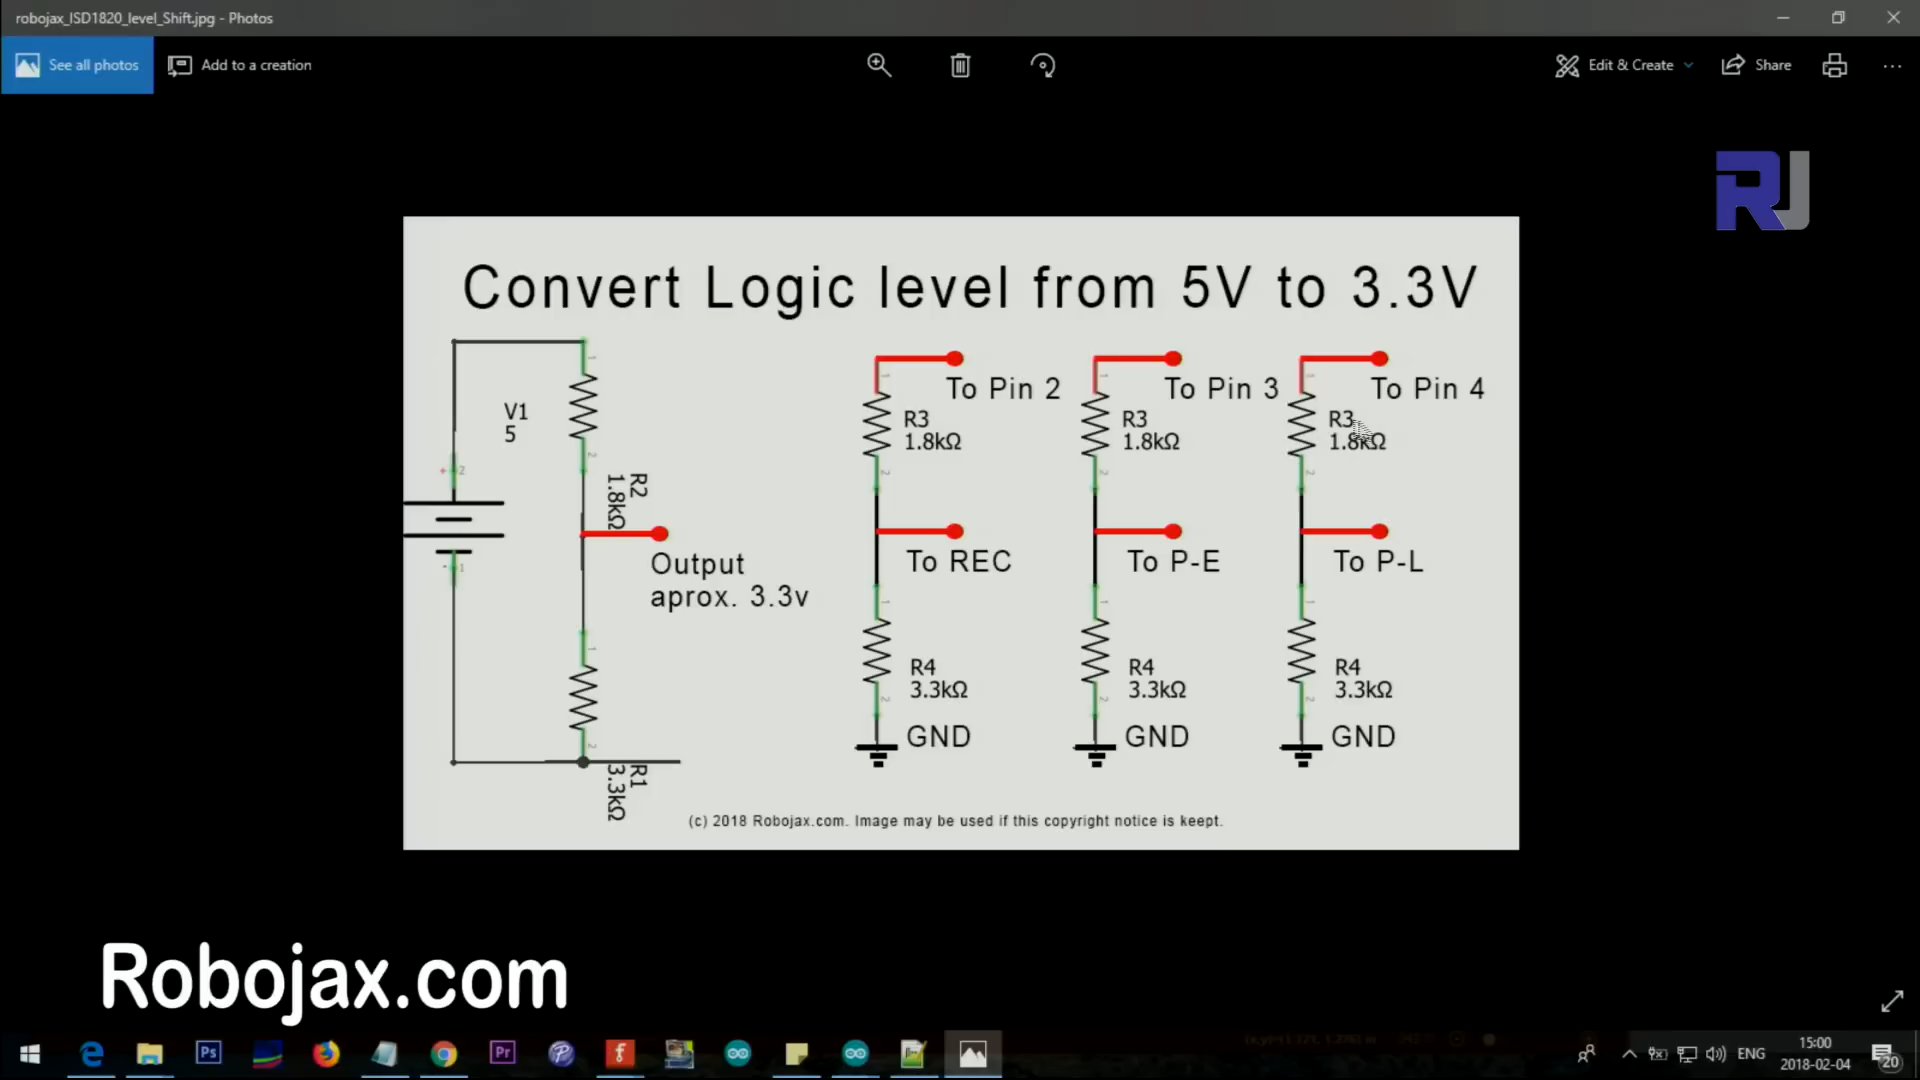 robojax_ISD1820_level_Shift.jpg - Photos
See all photos
Add to a creation
Edit & Create
Share
RJ
Convert Logic level from 5V to 3.3V
V1
5
R2
1.8kΩ
Output
aprox. 3.3v
R1
3.3kΩ
To Pin 2
R3
1.8kΩ
To REC
R4
3.3kΩ
GND
To Pin 3
R3
1.8kΩ
To P-E
R4
3.3kΩ
GND
To Pin 4
R3
1.8kΩ
To P-L
R4
3.3kΩ
GND
(c) 2018 Robojax.com. Image may be used if this copyright notice is keept.
Robojax.com
Ps
Pr
ENG
15:00
2018-02-04
20